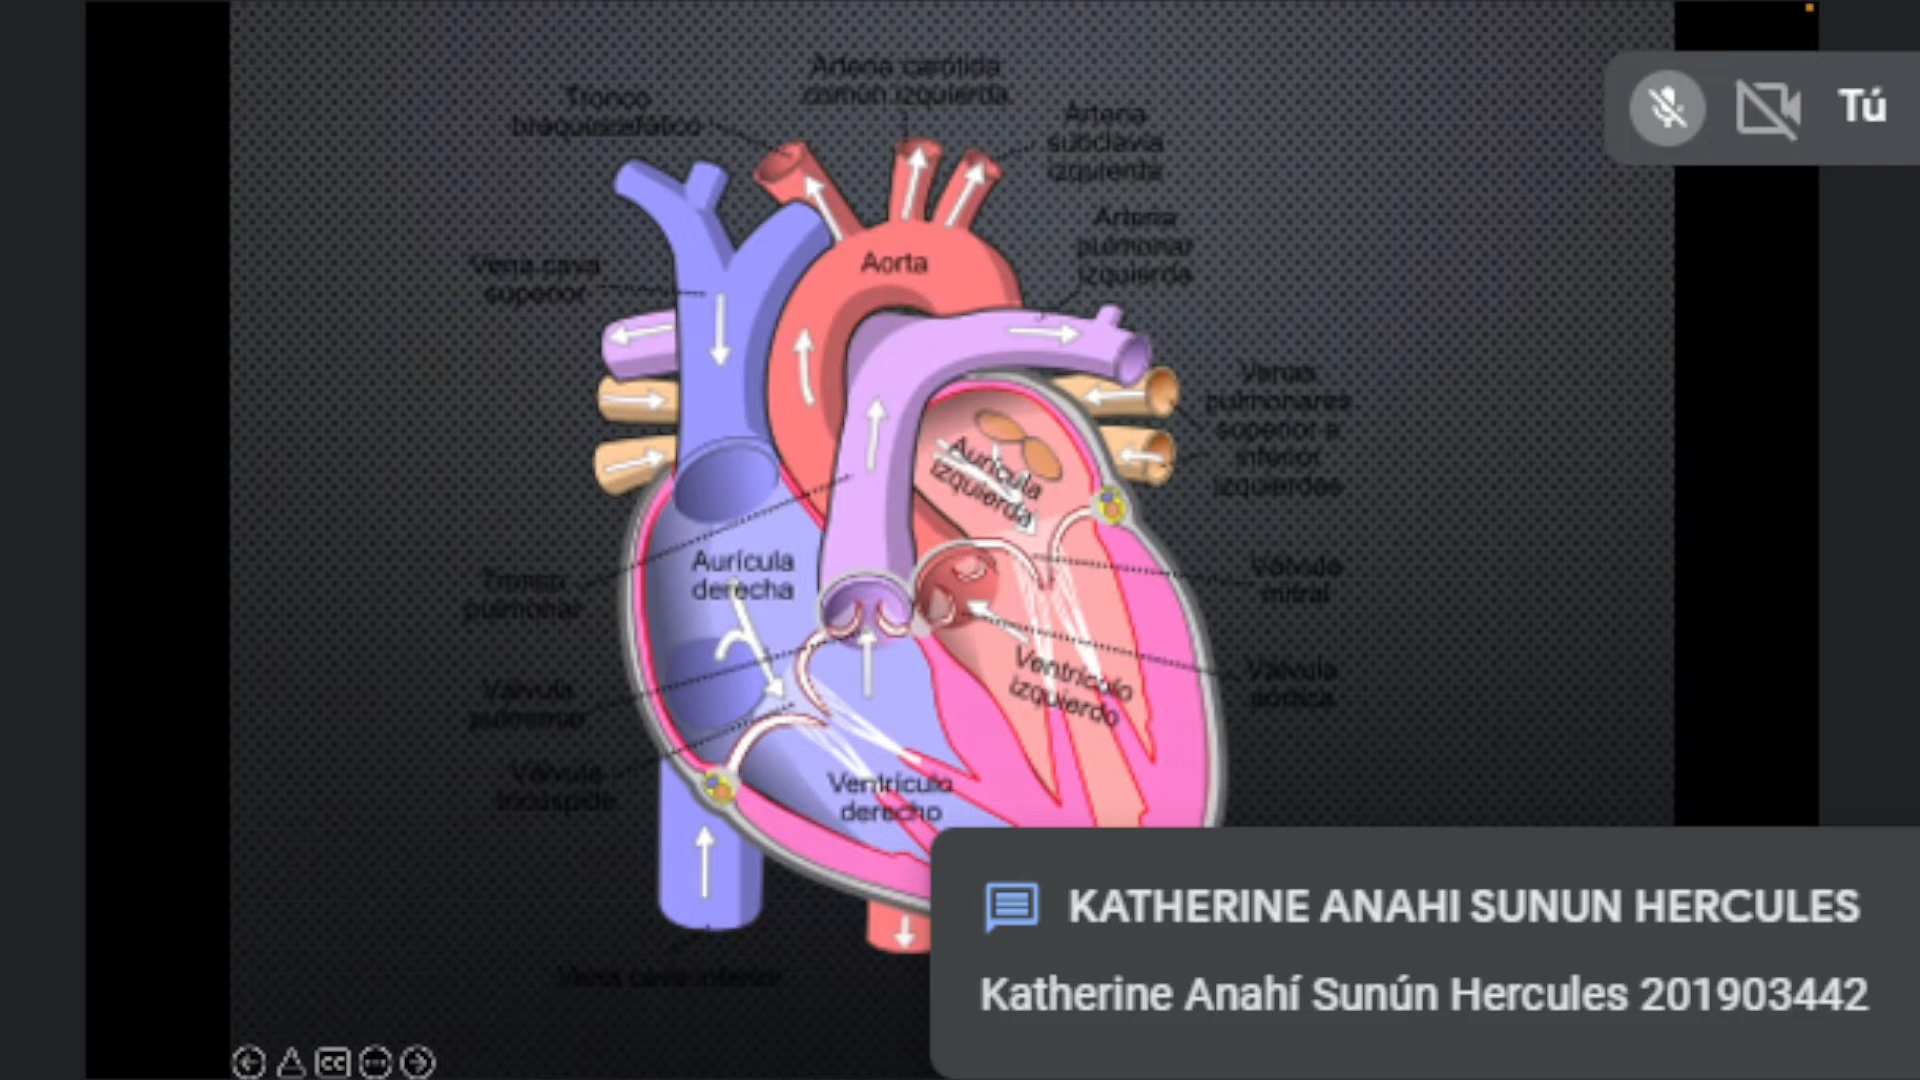 Arteria carótida
común izquierda
Tronco
braquiocefálico
Arteria
subclavia
izquierda
Arteria
pulmonar
izquierda
Aorta
Vena cava
superior
Venas
pulmonares
superior e
inferior
izquierdas
Aurícula
izquierda
Aurícula
derecha
Tronco
pulmonar
Válvula
mitral
Válvula
aórtica
Ventrículo
izquierdo
Válvula
pulmonar
Válvula
tricúspide
Ventrículo
derecho
Vena cava inferior
Tú
KATHERINE ANAHI SUNUN HERCULES
Katherine Anahí Sunún Hercules 201903442
CC